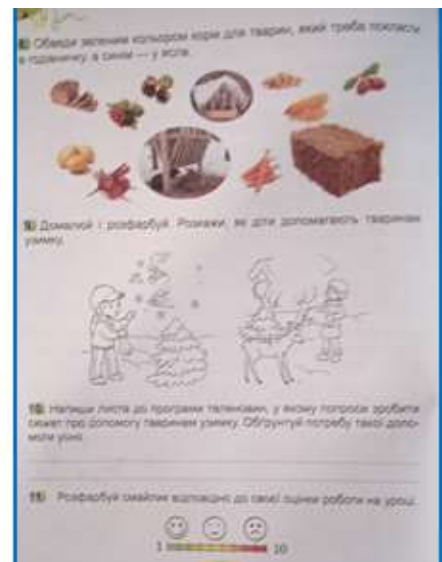 8 Обведи зеленим кольором корм для тварин, який треба покласти
в годівничку, а синім — у ясла.
9 Домалюй і розфарбуй. Розкажи, як діти допомагають тваринам
узимку.
10 Напиши листа до програми теленовин, у якому попроси зробити
сюжет про допомогу тваринам узимку. Обґрунтуй потребу такої допо-
моги усно.
11 Розфарбуй смайлик відповідно до своєї оцінки роботи на уроці.
1 10